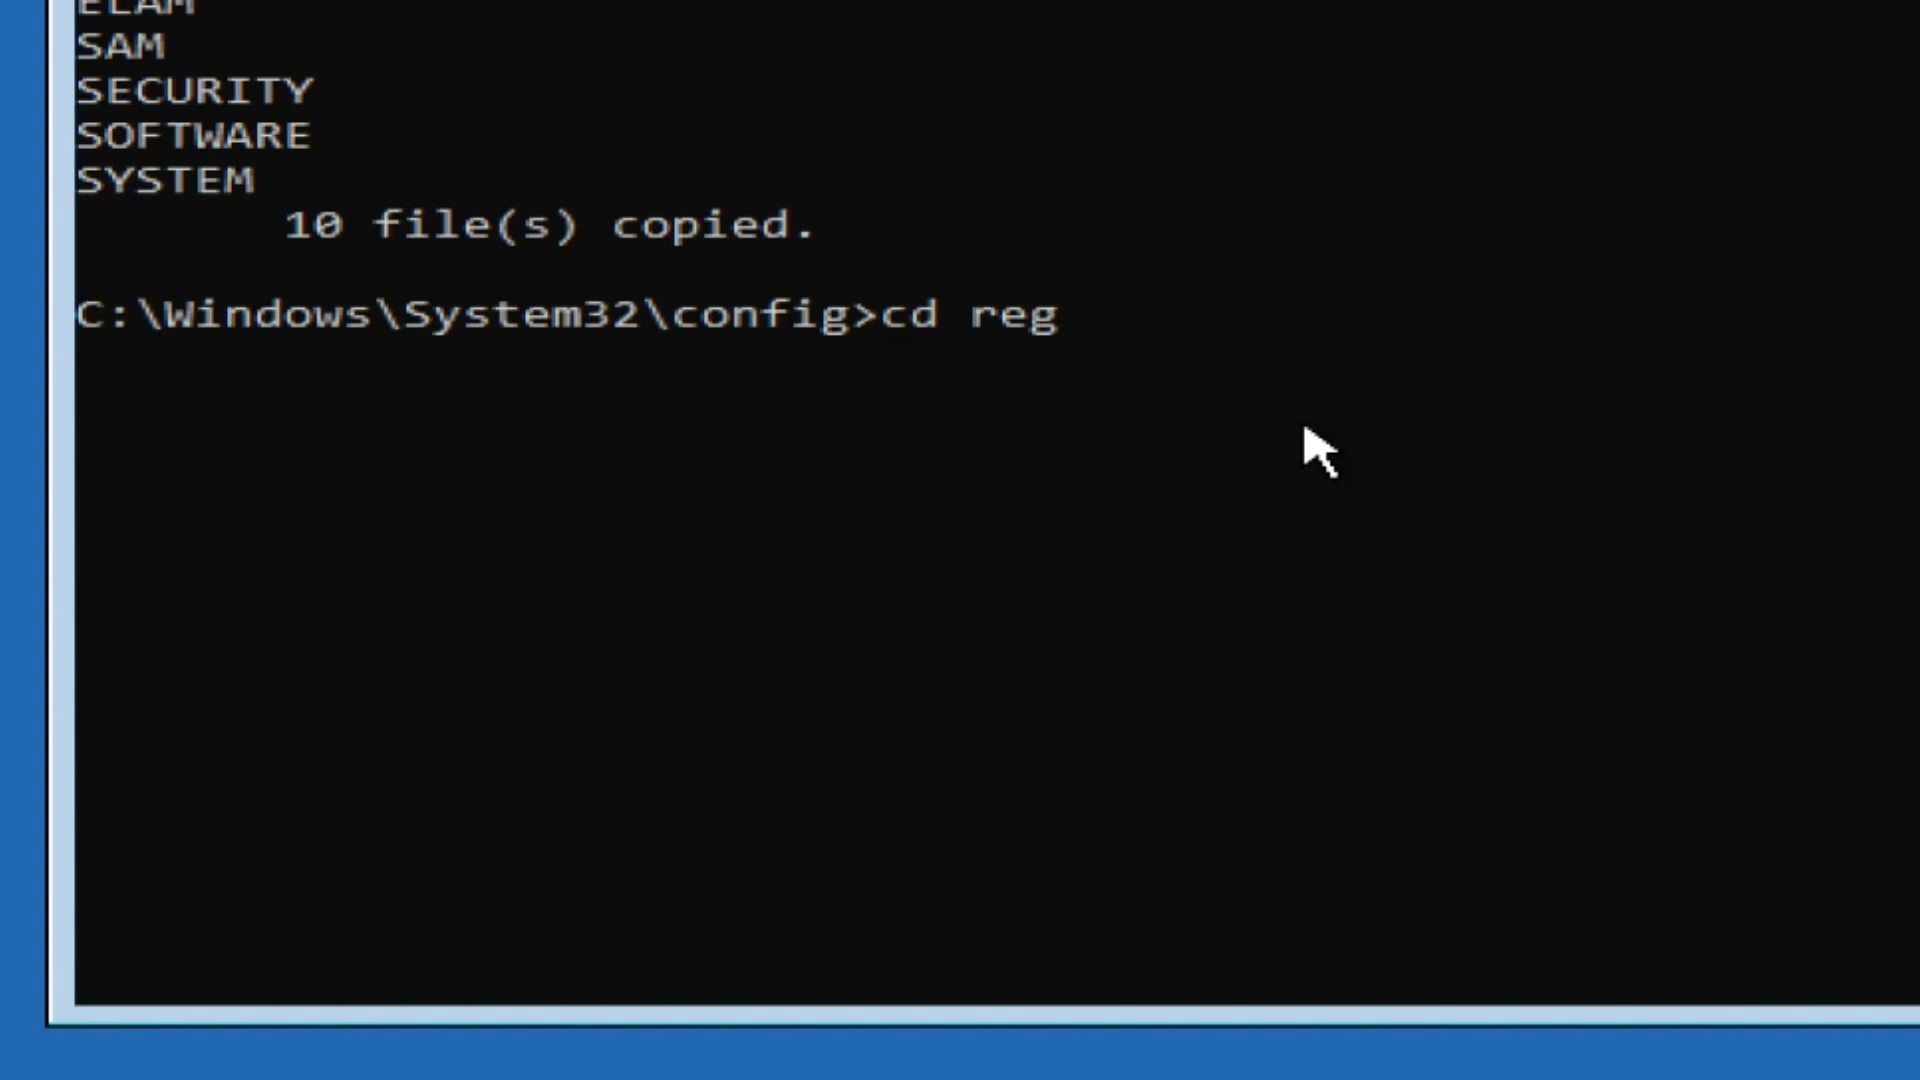 ELAM
SAM
SECURITY
SOFTWARE
SYSTEM
10 file(s) copied.
C:\Windows\System32\config>cd reg